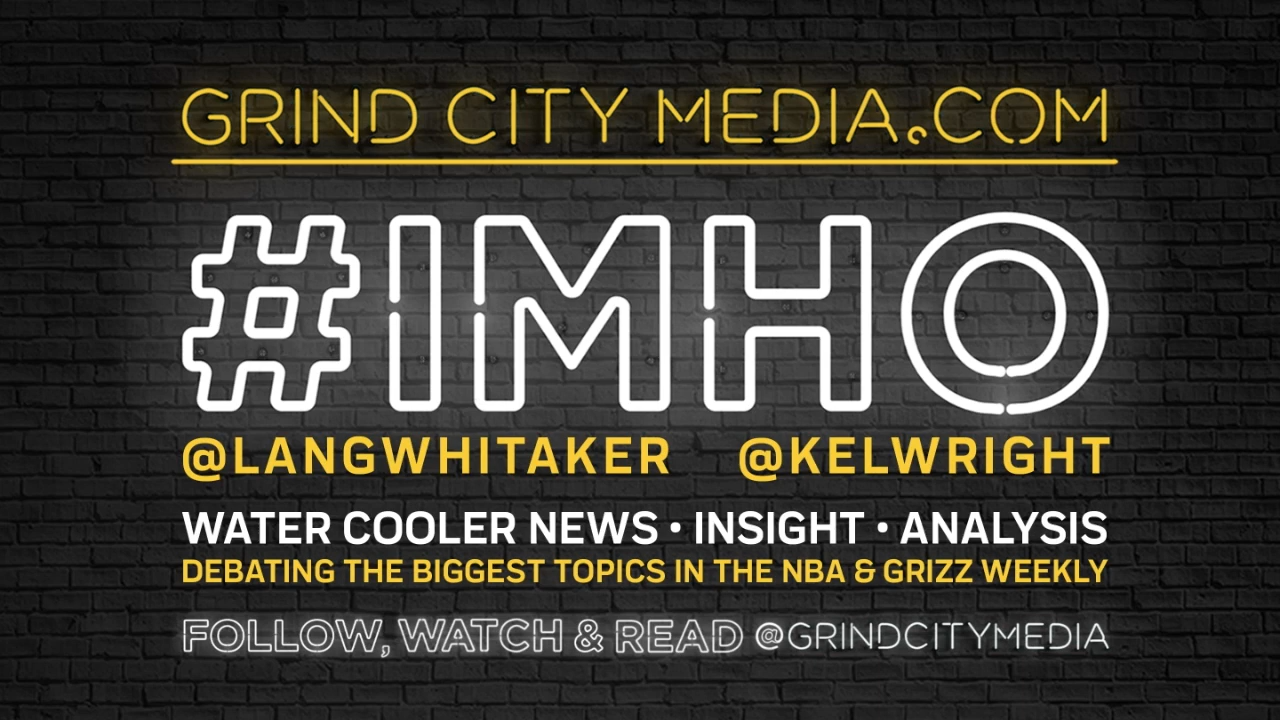 GRIND CITY MEDIA.COM
#IMHO
@LANGWHITAKER @KELWRIGHT
WATER COOLER NEWS • INSIGHT • ANALYSIS
DEBATING THE BIGGEST TOPICS IN THE NBA & GRIZZ WEEKLY
FOLLOW, WATCH & READ @GRINDCITYMEDIA